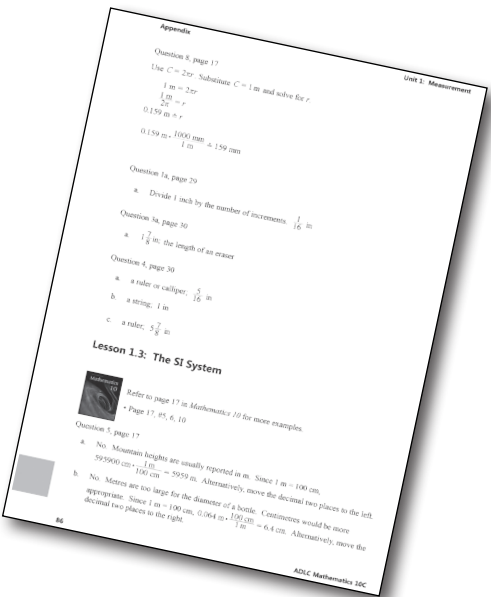 Appendix
Unit 1: Measurement
Question 8, page 17
Use C = 2πr. Substitute C = 1 m and solve for r.
1 m = 2πr
1 m / 2π = r
0.159 m ≐ r
0.159 m · 1000 mm / 1 m ≐ 159 mm
Question 1a, page 29
a. Divide 1 inch by the number of increments. 1/16 in
Question 3a, page 30
a. 1 7/8 in; the length of an eraser
Question 4, page 30
a. a ruler or calliper; 5/16 in
b. a string; 1 in
c. a ruler; 5 7/8 in
Lesson 1.3: The SI System
Mathematics
10
Refer to page 17 in Mathematics 10 for more examples.
• Page 17, #5, 6, 10
Question 5, page 17
a. No. Mountain heights are usually reported in m. Since 1 m = 100 cm,
595900 cm · 1 m / 100 cm = 5959 m. Alternatively, move the decimal two places to the left.
b. No. Metres are too large for the diameter of a bottle. Centimetres would be more
appropriate. Since 1 m = 100 cm, 0.064 m · 100 cm / 1 m = 6.4 cm. Alternatively, move the
decimal two places to the right.
86
ADLC Mathematics 10C